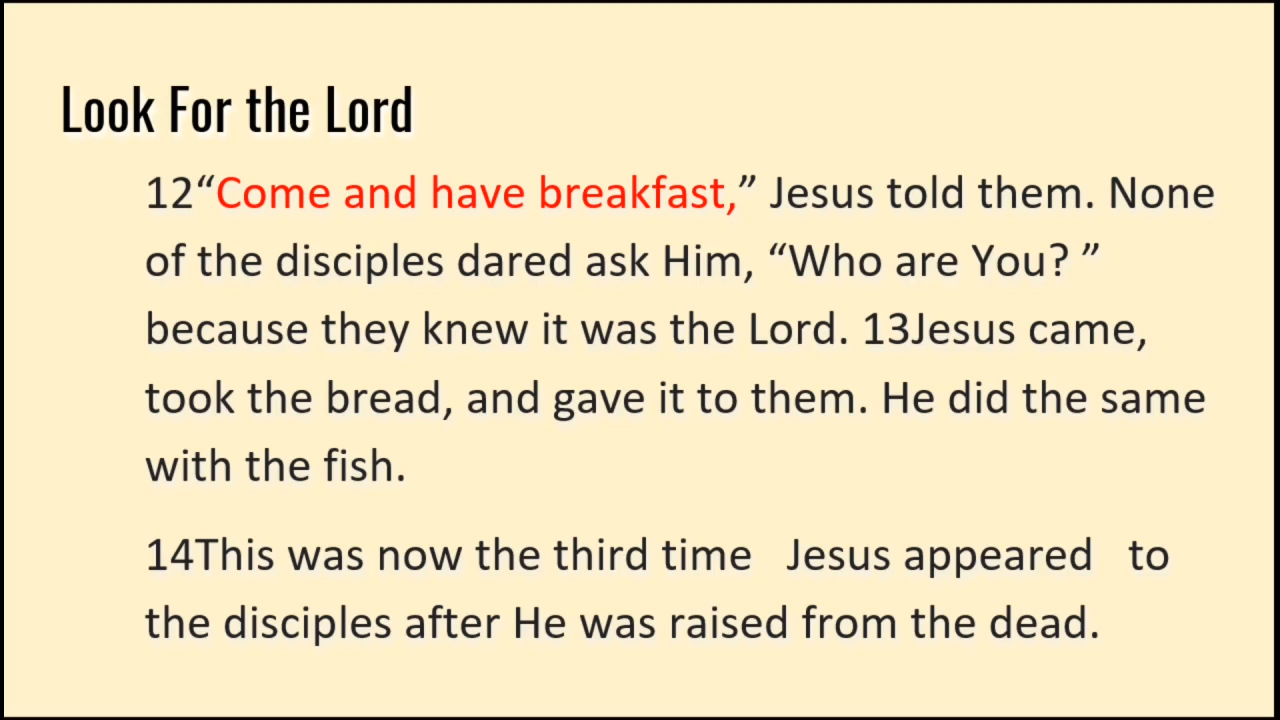 Look For the Lord
12“Come and have breakfast,” Jesus told them. None
of the disciples dared ask Him, “Who are You? ”
because they knew it was the Lord. 13Jesus came,
took the bread, and gave it to them. He did the same
with the fish.
14This was now the third time   Jesus appeared   to
the disciples after He was raised from the dead.